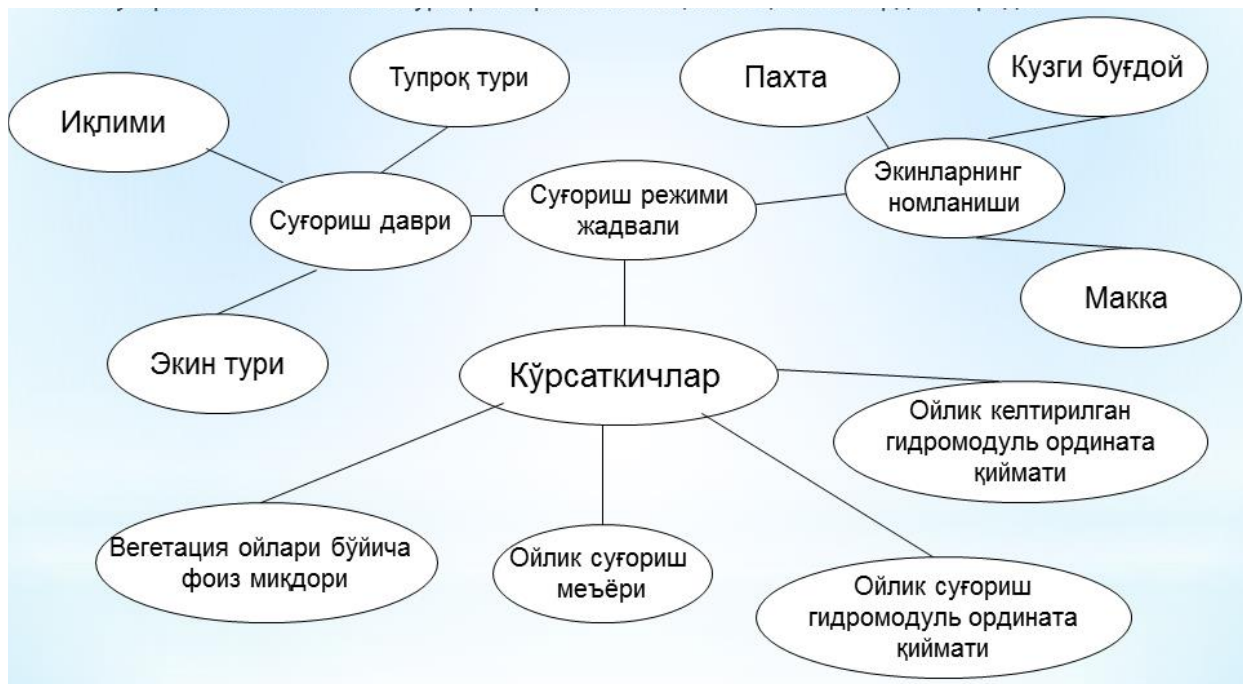 Тупроқ тури
Пахта
Кузги буғдой
Иқлими
Экинларнинг
номланиши
Суғориш режими
жадвали
Суғориш даври
Макка
Экин тури
Кўрсаткичлар
Ойлик келтирилган
гидромодуль ордината
қиймати
Вегетация ойлари бўйича
фоиз миқдори
Ойлик суғориш
меъёри
Ойлик суғориш
гидромодуль ордината
қиймати